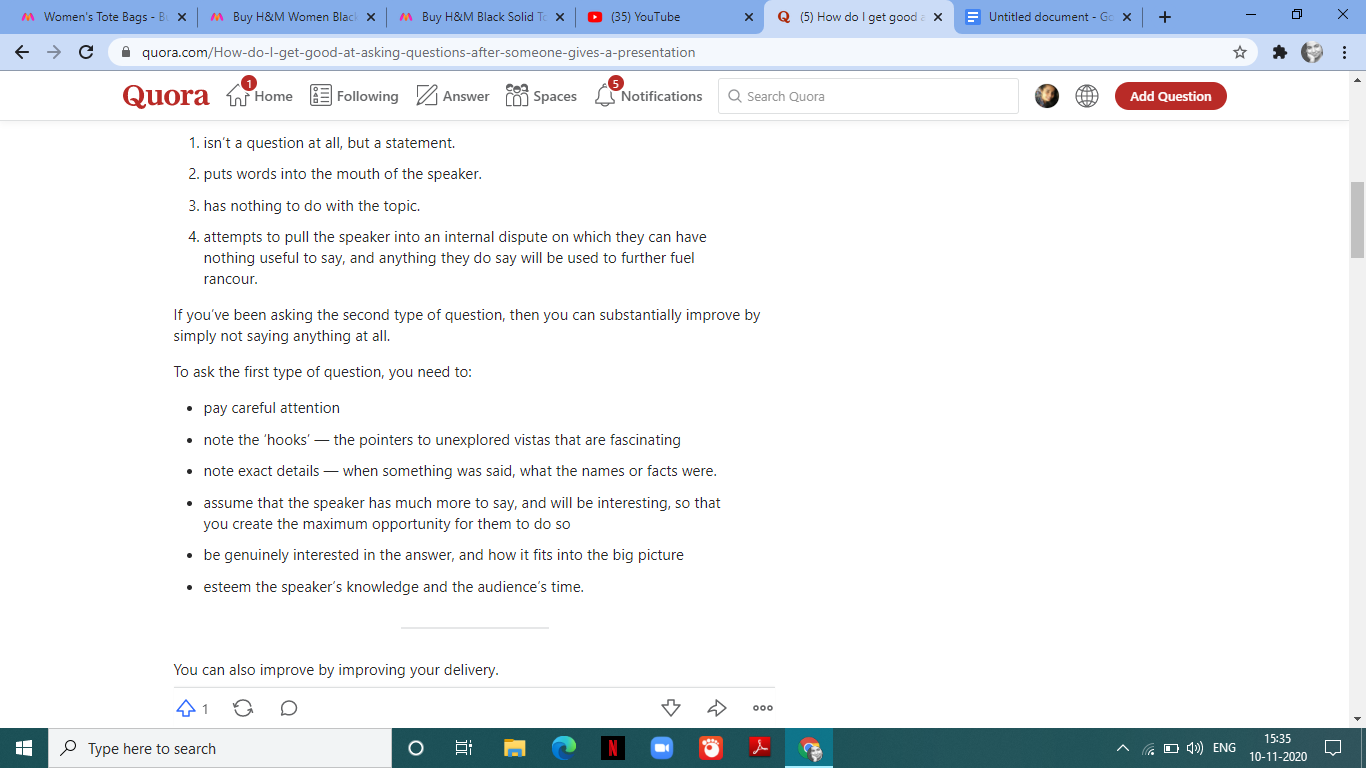 Women's Tote Bags - B
Buy H&M Women Blac
Buy H&M Black Solid To
(35) YouTube
(5) How do I get good a
Untitled document - Go
quora.com/How-do-I-get-good-at-asking-questions-after-someone-gives-a-presentation
Quora
1
Home
Following
Answer
Spaces
5
Notifications
Search Quora
Add Question
1. isn't a question at all, but a statement.
2. puts words into the mouth of the speaker.
3. has nothing to do with the topic.
4. attempts to pull the speaker into an internal dispute on which they can have
nothing useful to say, and anything they do say will be used to further fuel
rancour.
If you've been asking the second type of question, then you can substantially improve by
simply not saying anything at all.
To ask the first type of question, you need to:
• pay careful attention
• note the 'hooks' — the pointers to unexplored vistas that are fascinating
• note exact details — when something was said, what the names or facts were.
• assume that the speaker has much more to say, and will be interesting, so that
you create the maximum opportunity for them to do so
• be genuinely interested in the answer, and how it fits into the big picture
• esteem the speaker's knowledge and the audience's time.
You can also improve by improving your delivery.
1
Type here to search
ENG
15:35
10-11-2020